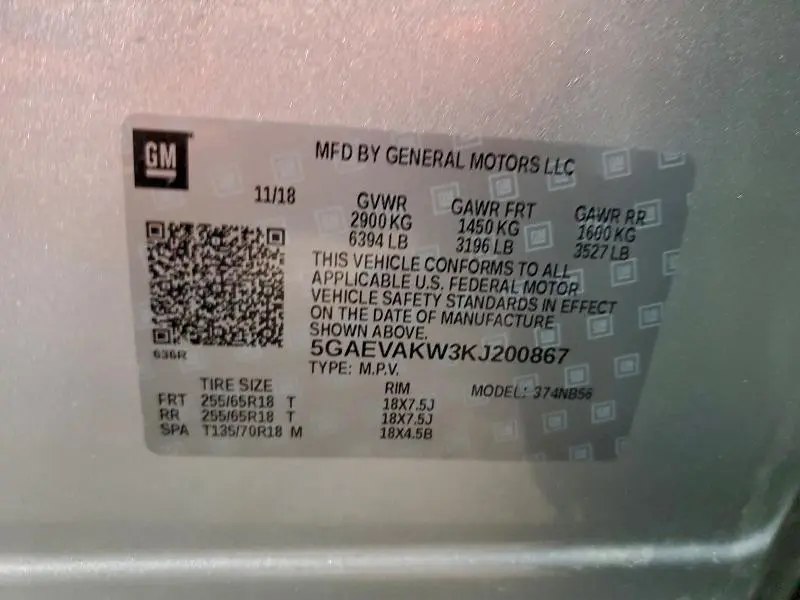 GM
MFD BY GENERAL MOTORS LLC
11/18
GVWR GAWR FRT GAWR RR
2900 KG 1450 KG 1600 KG
6394 LB 3196 LB 3527 LB
THIS VEHICLE CONFORMS TO ALL
APPLICABLE U.S. FEDERAL MOTOR
VEHICLE SAFETY STANDARDS IN EFFECT
ON THE DATE OF MANUFACTURE
SHOWN ABOVE.
636R
5GAEVAKW3KJ200867
TYPE: M.P.V.
TIRE SIZE RIM MODEL: 374NB56
FRT 255/65R18 T 18X7.5J
RR 255/65R18 T 18X7.5J
SPA T135/70R18 M 18X4.5B